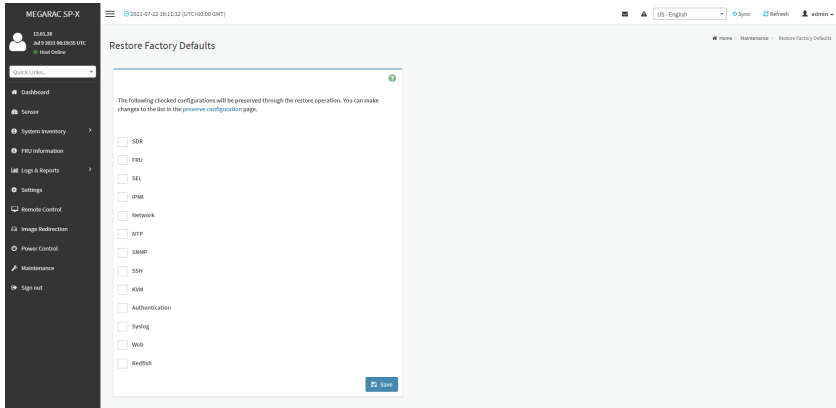 MEGARAC SP-X
2021-07-22 16:11:12 (UTC+00:00 GMT)
US - English
Sync
Refresh
admin
13.01.28
Jul 9 2021 06:19:35 UTC
Host Online
Quick Links...
Dashboard
Sensor
System Inventory
FRU Information
Logs & Reports
Settings
Remote Control
Image Redirection
Power Control
Maintenance
Sign out
Restore Factory Defaults
Home > Maintenance > Restore Factory Defaults
The following checked configurations will be preserved through the restore operation. You can make
changes to the list in the preserve configuration page.
SDR
FRU
SEL
IPMI
Network
NTP
SNMP
SSH
KVM
Authentication
Syslog
Web
Redfish
Save